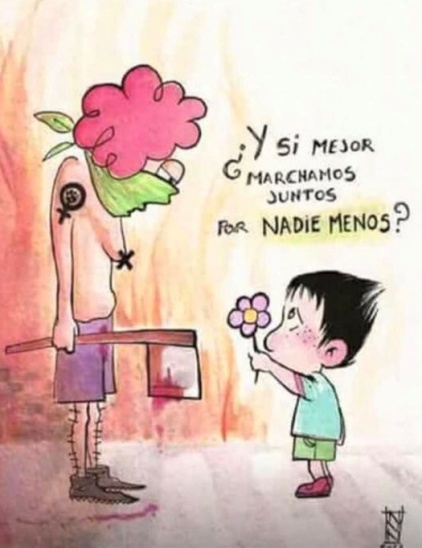 ¿Y Si MEJOR
MARCHAMOS
JUNTOS
POR NADiE MENOS?